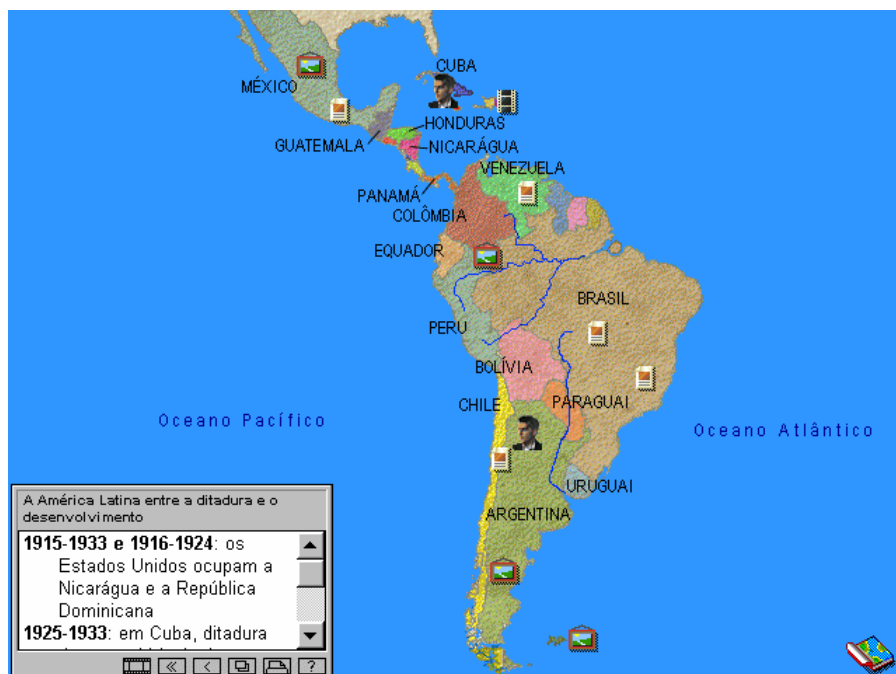 CUBA
MÉXICO
HONDURAS
GUATEMALA
NICARÁGUA
VENEZUELA
PANAMÁ
COLÔMBIA
EQUADOR
BRASIL
PERU
BOLÍVIA
CHILE
PARAGUAI
Oceano Pacífico
Oceano Atlântico
URUGUAI
ARGENTINA
A América Latina entre a ditadura e o
desenvolvimento
1915-1933 e 1916-1924: os
Estados Unidos ocupam a
Nicarágua e a República
Dominicana
1925-1933: em Cuba, ditadura
?